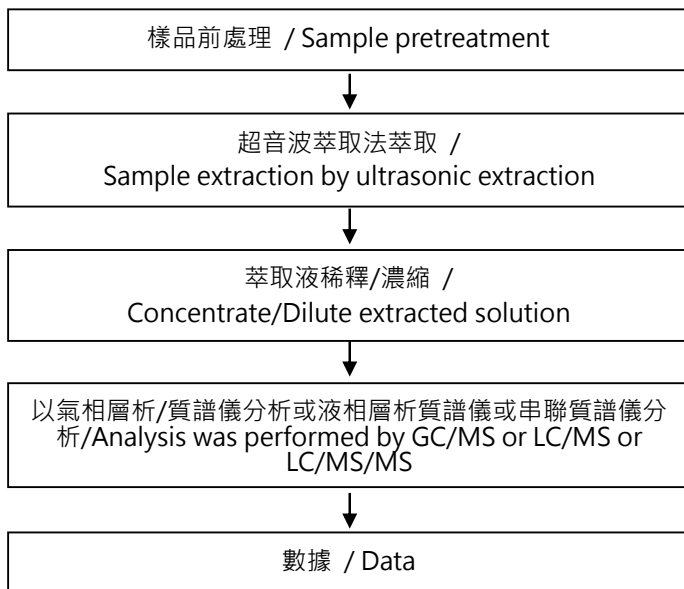 樣品前處理 / Sample pretreatment
超音波萃取法萃取 /
Sample extraction by ultrasonic extraction
萃取液稀釋/濃縮 /
Concentrate/Dilute extracted solution
以氣相層析/質譜儀分析或液相層析質譜儀或串聯質譜儀分
析/Analysis was performed by GC/MS or LC/MS or
LC/MS/MS
數據 / Data